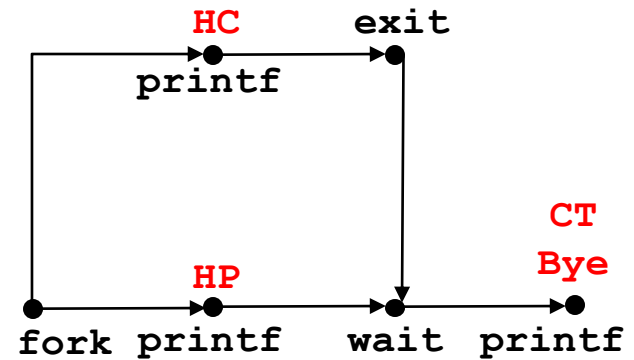 HC exit
printf
CT
Bye
HP
fork printf wait printf